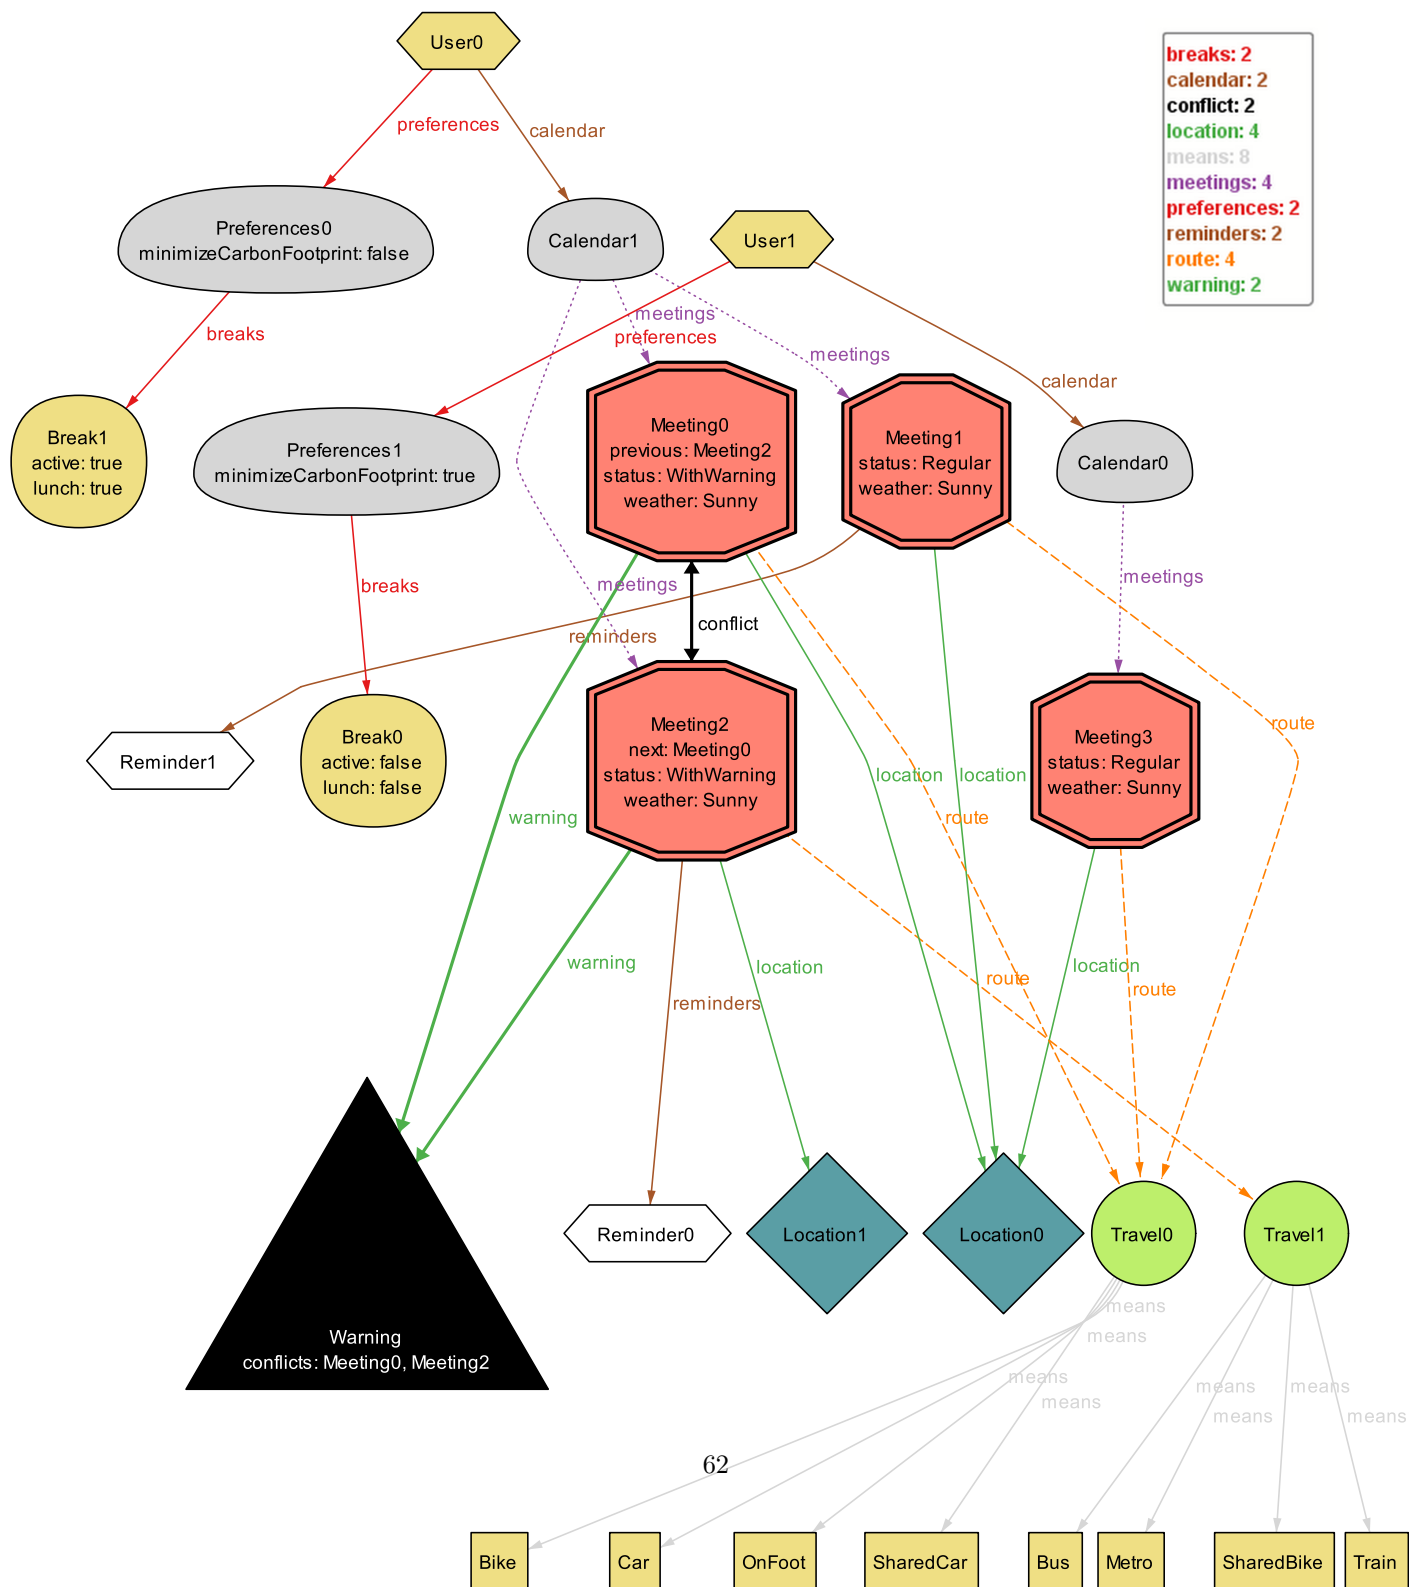 User0
breaks: 2
calendar: 2
conflict: 2
location: 4
means: 8
meetings: 4
preferences: 2
reminders: 2
route: 4
warning: 2
preferences
calendar
Preferences0
minimizeCarbonFootprint: false
Calendar1
User1
breaks
meetings
preferences
meetings
calendar
Break1
active: true
lunch: true
Preferences1
minimizeCarbonFootprint: true
Meeting0
previous: Meeting2
status: WithWarning
weather: Sunny
Meeting1
status: Regular
weather: Sunny
Calendar0
breaks
meetings
conflict
reminders
meetings
Reminder1
Break0
active: false
lunch: false
Meeting2
next: Meeting0
status: WithWarning
weather: Sunny
Meeting3
status: Regular
weather: Sunny
route
location
location
warning
route
warning
reminders
location
route
location
route
Warning
conflicts: Meeting0, Meeting2
Reminder0
Location1
Location0
Travel0
Travel1
means
means
means
means
means
means
means
means
62
Bike
Car
OnFoot
SharedCar
Bus
Metro
SharedBike
Train